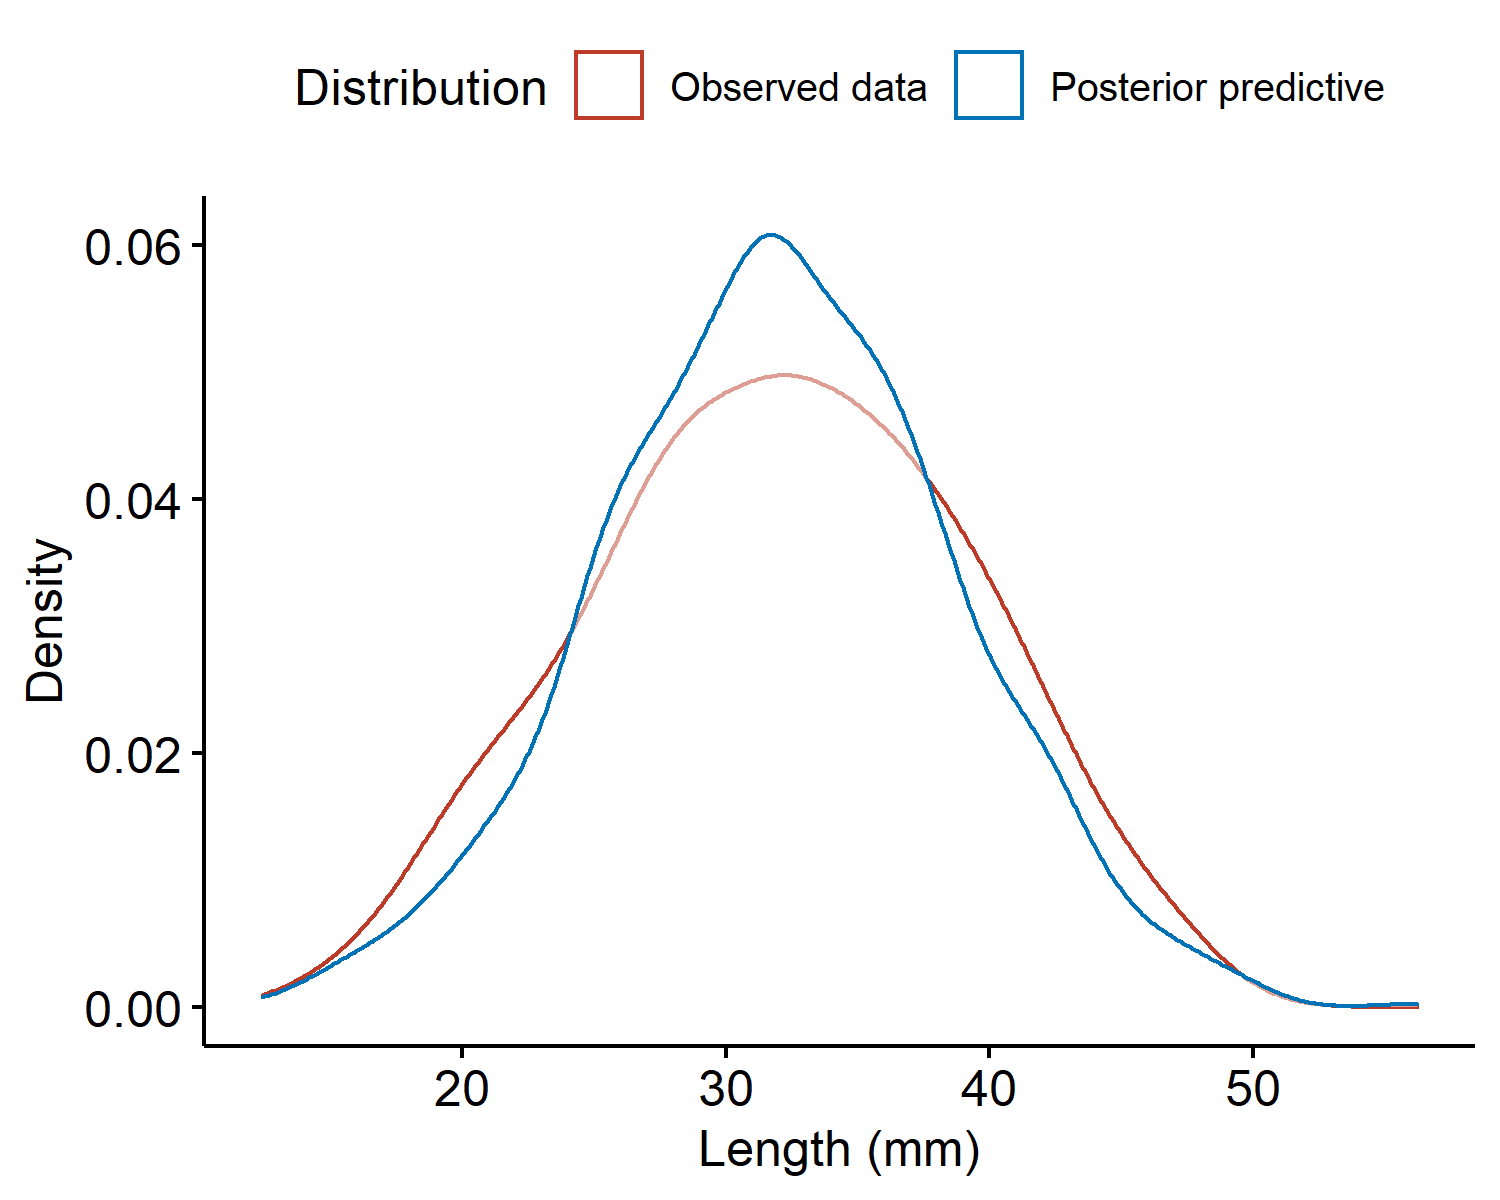 Distribution Observed data Posterior predictive
0.06
0.04
0.02
0.00
Density
20 30 40 50
Length (mm)